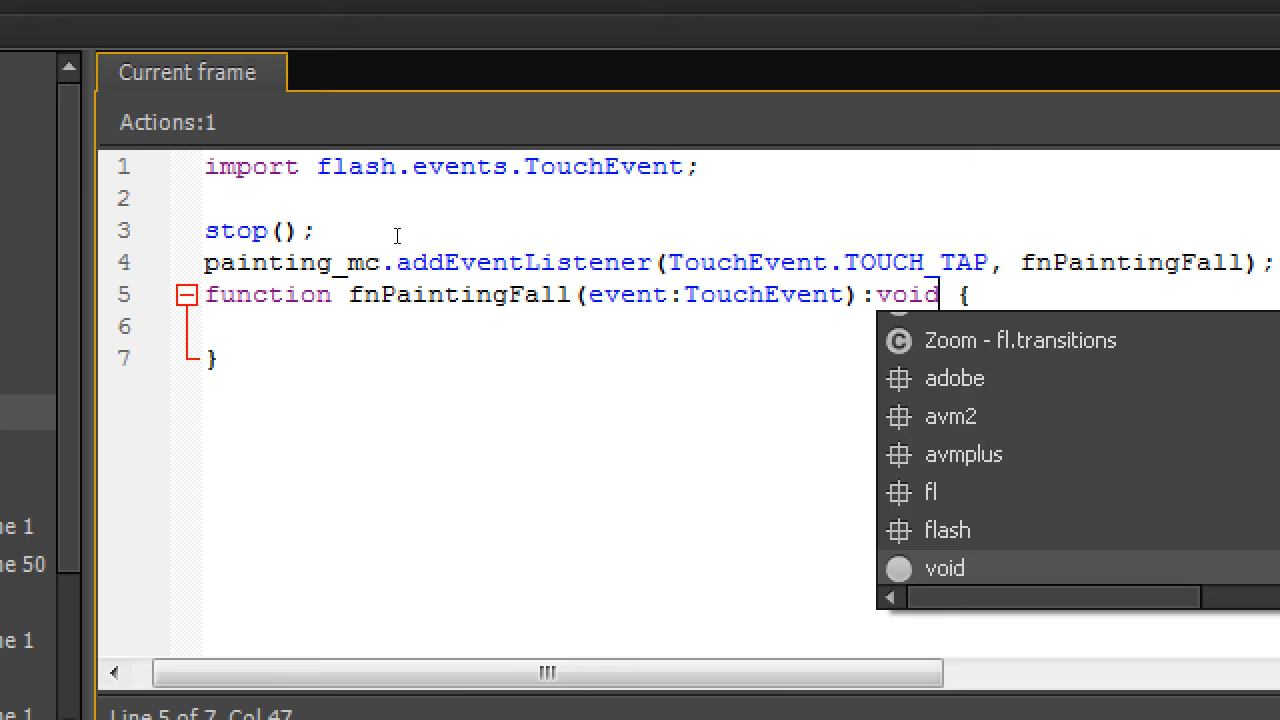 Current frame
Actions:1
1 import flash.events.TouchEvent;
2
3 stop();
4 painting_mc.addEventListener(TouchEvent.TOUCH_TAP, fnPaintingFall);
5 function fnPaintingFall(event:TouchEvent):void {
6
7 }
Zoom - fl.transitions
adobe
avm2
avmplus
fl
flash
void
ne 1
ne 50
ne 1
ne 1
Line 5 of 7, Col 47